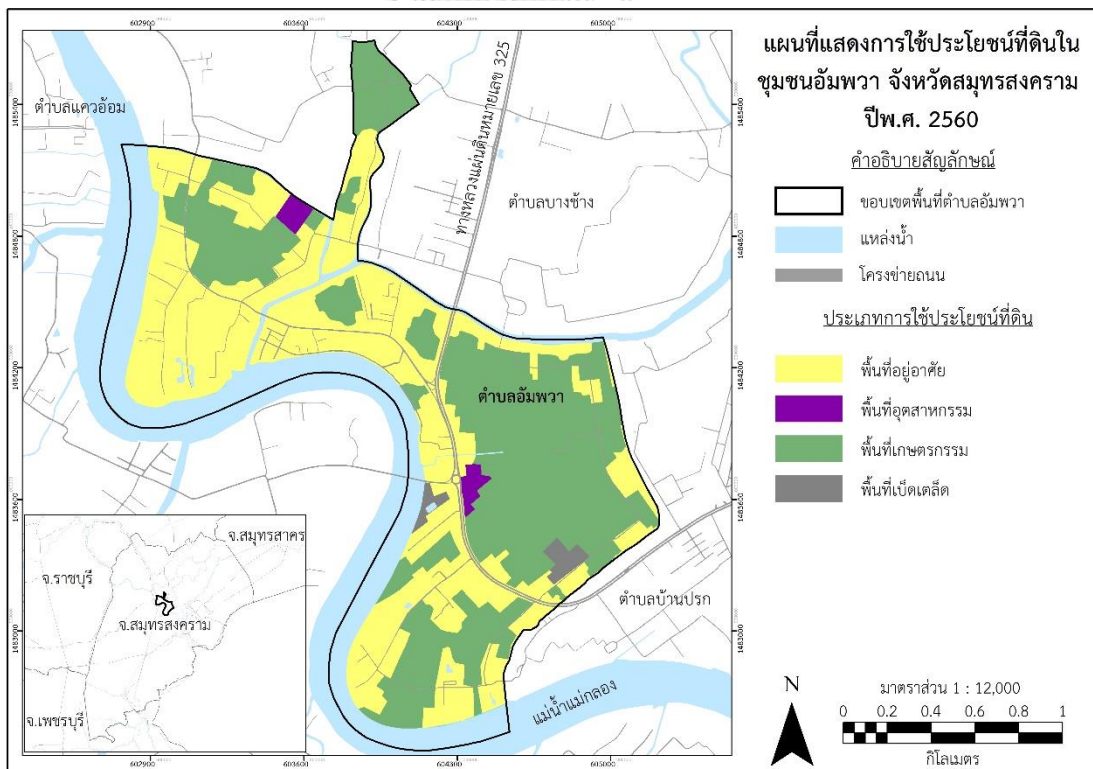 602900 603600 604300 605000
1485400
1484800
1484200
1483600
1483000
ตำบลแควอ้อม
ทางหลวงแผ่นดินหมายเลข 325
ตำบลบางช้าง
ตำบลอัมพวา
ตำบลบ้านปรก
แม่น้ำแม่กลอง
จ.สมุทรสาคร
จ.ราชบุรี
จ.สมุทรสงคราม
จ.เพชรบุรี
602900 603600 604300 605000
1485400
1484800
1484200
1483600
1483000
แผนที่แสดงการใช้ประโยชน์ที่ดินใน
ชุมชนอัมพวา จังหวัดสมุทรสงคราม
ปีพ.ศ. 2560
คำอธิบายสัญลักษณ์
ขอบเขตพื้นที่ตำบลอัมพวา
แหล่งน้ำ
โครงข่ายถนน
ประเภทการใช้ประโยชน์ที่ดิน
พื้นที่อยู่อาศัย
พื้นที่อุตสาหกรรม
พื้นที่เกษตรกรรม
พื้นที่เบ็ดเตล็ด
N
มาตราส่วน 1 : 12,000
0 0.2 0.4 0.6 0.8 1
กิโลเมตร